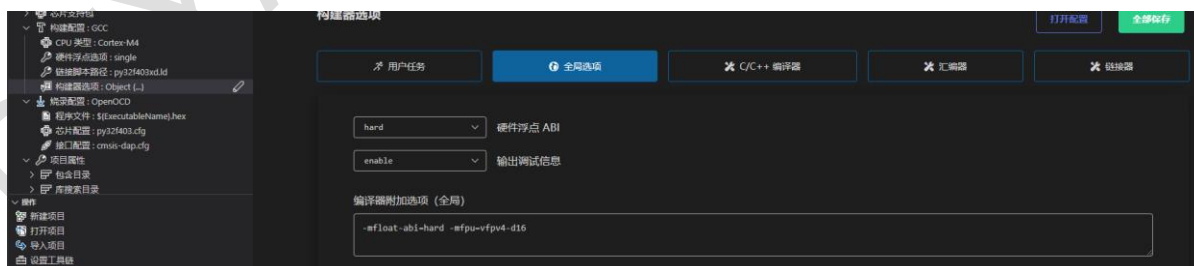 芯片支持包
构建配置 : GCC
CPU 类型 : Cortex-M4
硬件浮点选项 : single
链接脚本路径 : py32f403xd.ld
构建器选项 : Object {...}
烧录配置 : OpenOCD
程序文件 : ${ExecutableName}.hex
芯片配置 : py32f403.cfg
接口配置 : cmsis-dap.cfg
项目属性
包含目录
库搜索目录
操作
新建项目
打开项目
导入项目
设置工具链
构建器选项
打开配置
全部保存
用户任务
全局选项
C/C++ 编译器
汇编器
链接器
hard
硬件浮点 ABI
enable
输出调试信息
编译器附加选项（全局）
-mfloat-abi=hard -mfpu=vfpv4-d16